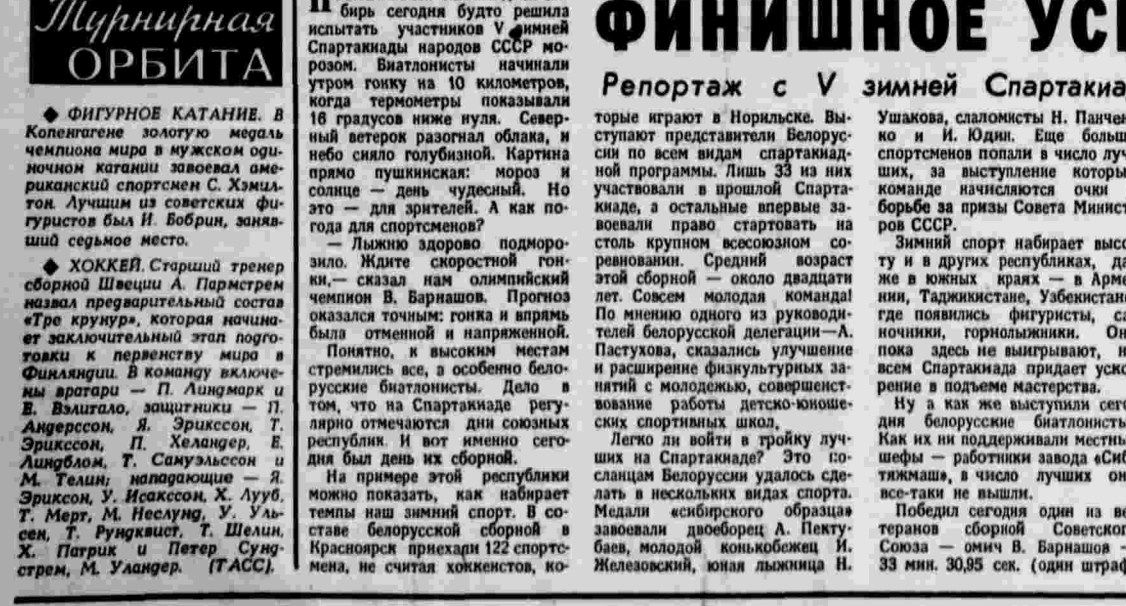 Турнирная
ОРБИТА
◆ ФИГУРНОЕ КАТАНИЕ. В
Копенгагене золотую медаль
чемпиона мира в мужском оди-
ночном катании завоевал аме-
риканский спортсмен С. Хэмил-
тон. Лучшим из советских фи-
гуристов был И. Бобрин, заняв-
ший седьмое место.
◆ ХОККЕЙ. Старший тренер
сборной Швеции А. Пармстрем
назвал предварительный состав
«Тре крунур», которая начина-
ет заключительный этап подго-
товки к первенству мира в
Финляндии. В команду включе-
ны вратари — П. Линдмарк и
Е. Вэлитало, защитники — П.
Андерссон, Я. Эрикссон, Т.
Эрикссон, П. Хеландер, Е.
Линдблом, Т. Самуэльссон и
М. Телин; нападающие — Я.
Эриксон, У. Исакссон, Х. Лууб,
Т. Мерт, М. Неслунд, У. Уль-
сен, Т. Рундквист, Т. Шелин,
Х. Патрик и Петер Сунд-
стрем, М. Уландер. (ТАСС).
бирь сегодня будто решила
испытать участников V зимней
Спартакиады народов СССР мо-
розом. Биатлонисты начинали
утром гонку на 10 километров,
когда термометры показывали
16 градусов ниже нуля. Север-
ный ветерок разогнал облака, и
небо сияло голубизной. Картина
прямо пушкинская: мороз и
солнце — день чудесный. Но
это — для зрителей. А как по-
года для спортсменов?
— Лыжню здорово подморо-
зило. Ждите скоростной гон-
ки,— сказал нам олимпийский
чемпион В. Барнашов. Прогноз
оказался точным: гонка и впрямь
была отменной и напряженной.
Понятно, к высоким местам
стремились все, а особенно бело-
русские биатлонисты. Дело в
том, что на Спартакиаде регу-
лярно отмечаются дни союзных
республик. И вот именно сего-
дня был день их сборной.
На примере этой республики
можно показать, как набирает
темпы наш зимний спорт. В со-
ставе белорусской сборной в
Красноярск приехали 122 спортс-
мена, не считая хоккеистов, ко-
ФИНИШНОЕ УС
Репортаж с V зимней Спартакиа
торые играют в Норильске. Вы-
ступают представители Белорус-
сии по всем видам спартакиад-
ной программы. Лишь 33 из них
участвовали в прошлой Спарта-
киаде, а остальные впервые за-
воевали право стартовать на
столь крупном всесоюзном со-
ревновании. Средний возраст
этой сборной — около двадцати
лет. Совсем молодая команда!
По мнению одного из руководи-
телей белорусской делегации—А.
Пастухова, сказались улучшение
и расширение физкультурных за-
нятий с молодежью, совершенст-
вование работы детско-юноше-
ских спортивных школ.
Легко ли войти в тройку луч-
ших на Спартакиаде? Это по-
сланцам Белоруссии удалось сде-
лать в нескольких видах спорта.
Медали «сибирского образца»
завоевали двоеборец А. Пекту-
баев, молодой конькобежец И.
Железовский, юная лыжница Н.
Ушакова, слаломисты Н. Панчен
ко и И. Юдин. Еще больш
спортсменов попали в число луч
ших, за выступление которы
команде начисляются очки
борьбе за призы Совета Минист
ров СССР.
Зимний спорт набирает высо
ту и в других республиках, да
же в южных краях — в Арме
нии, Таджикистане, Узбекистан
где появились фигуристы, са
ночники, горнолыжники. Он
пока здесь не выигрывают, н
всем Спартакиада придает уско
рение в подъеме мастерства.
Ну а как же выступили сего
дня белорусские биатлонисты
Как их ни поддерживали местны
шефы — работники завода «Сиб
тяжмаш», в число лучших он
все-таки не вышли.
Победил сегодня один из ве
теранов сборной Советског
Союза — омич В. Барнашов —
33 мин. 30,95 сек. (один штраф